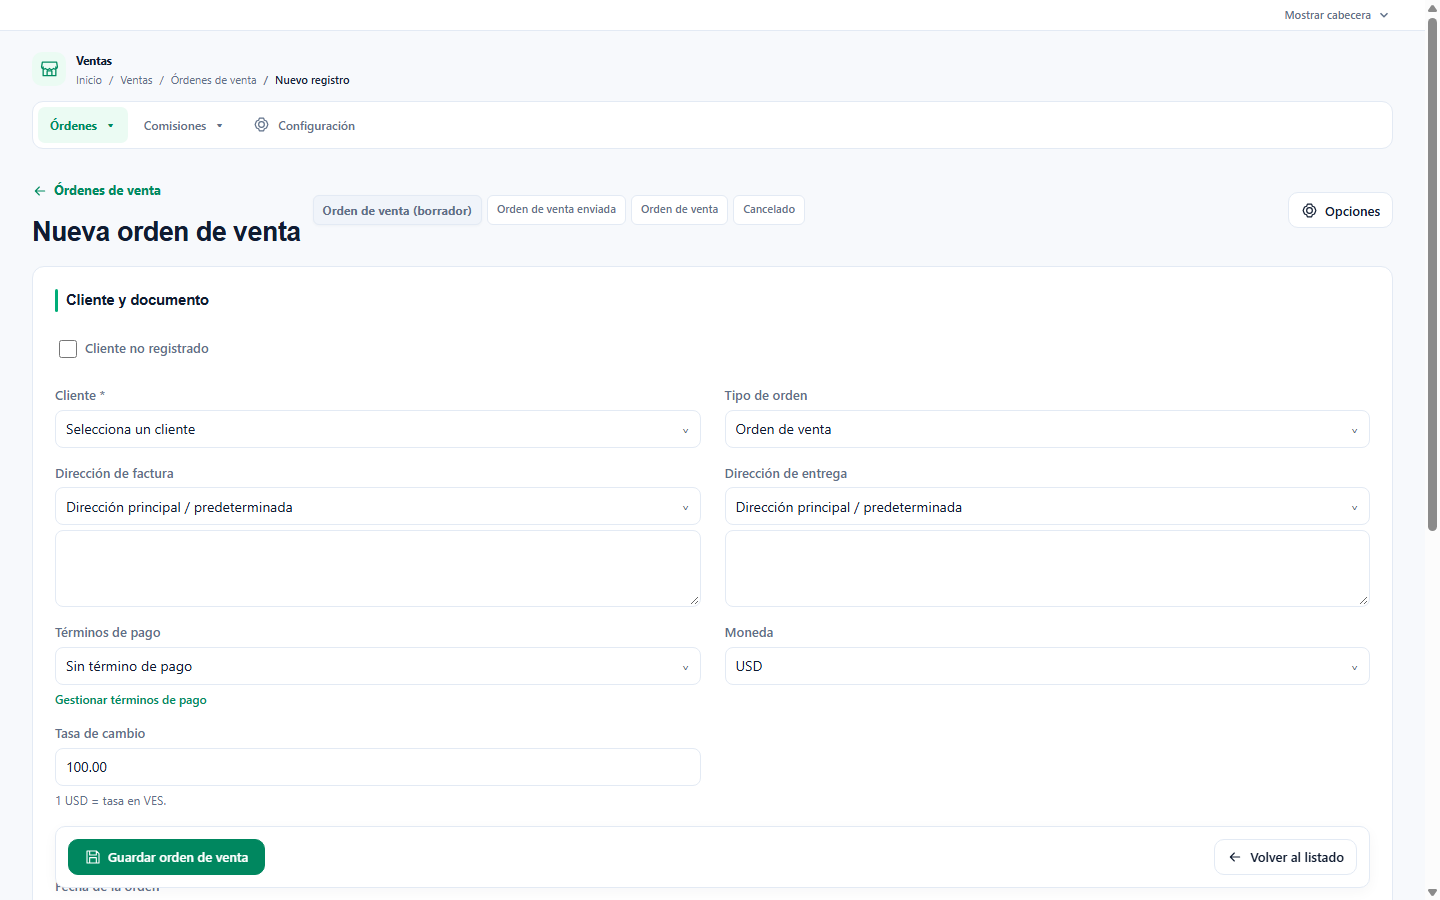 Mostrar cabecera
Ventas
Inicio / Ventas / Órdenes de venta / Nuevo registro
Órdenes Comisiones Configuración
Órdenes de venta
Nueva orden de venta
Orden de venta (borrador) Orden de venta enviada Orden de venta Cancelado
Opciones
Cliente y documento
Cliente no registrado
Cliente * Tipo de orden
Selecciona un cliente Orden de venta
Dirección de factura Dirección de entrega
Dirección principal / predeterminada Dirección principal / predeterminada
Términos de pago Moneda
Sin término de pago USD
Gestionar términos de pago
Tasa de cambio
100.00
1 USD = tasa en VES.
Guardar orden de venta Volver al listado
Fecha de la orden